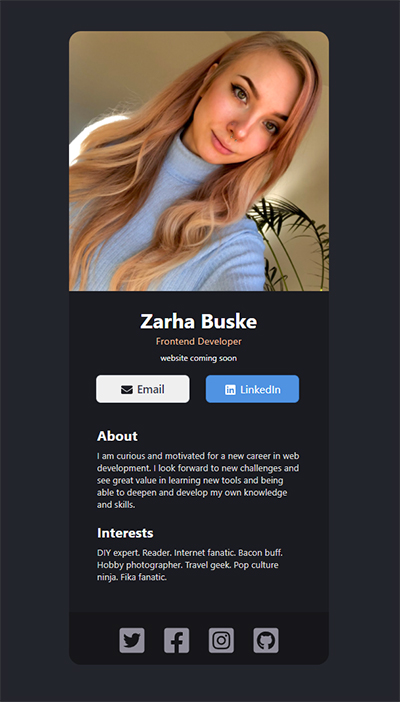 Zarha Buske
Frontend Developer
website coming soon
Email
LinkedIn
About
I am curious and motivated for a new career in web
development. I look forward to new challenges and
see great value in learning new tools and being
able to deepen and develop my own knowledge
and skills.
Interests
DIY expert. Reader. Internet fanatic. Bacon buff.
Hobby photographer. Travel geek. Pop culture
ninja. Fika fanatic.